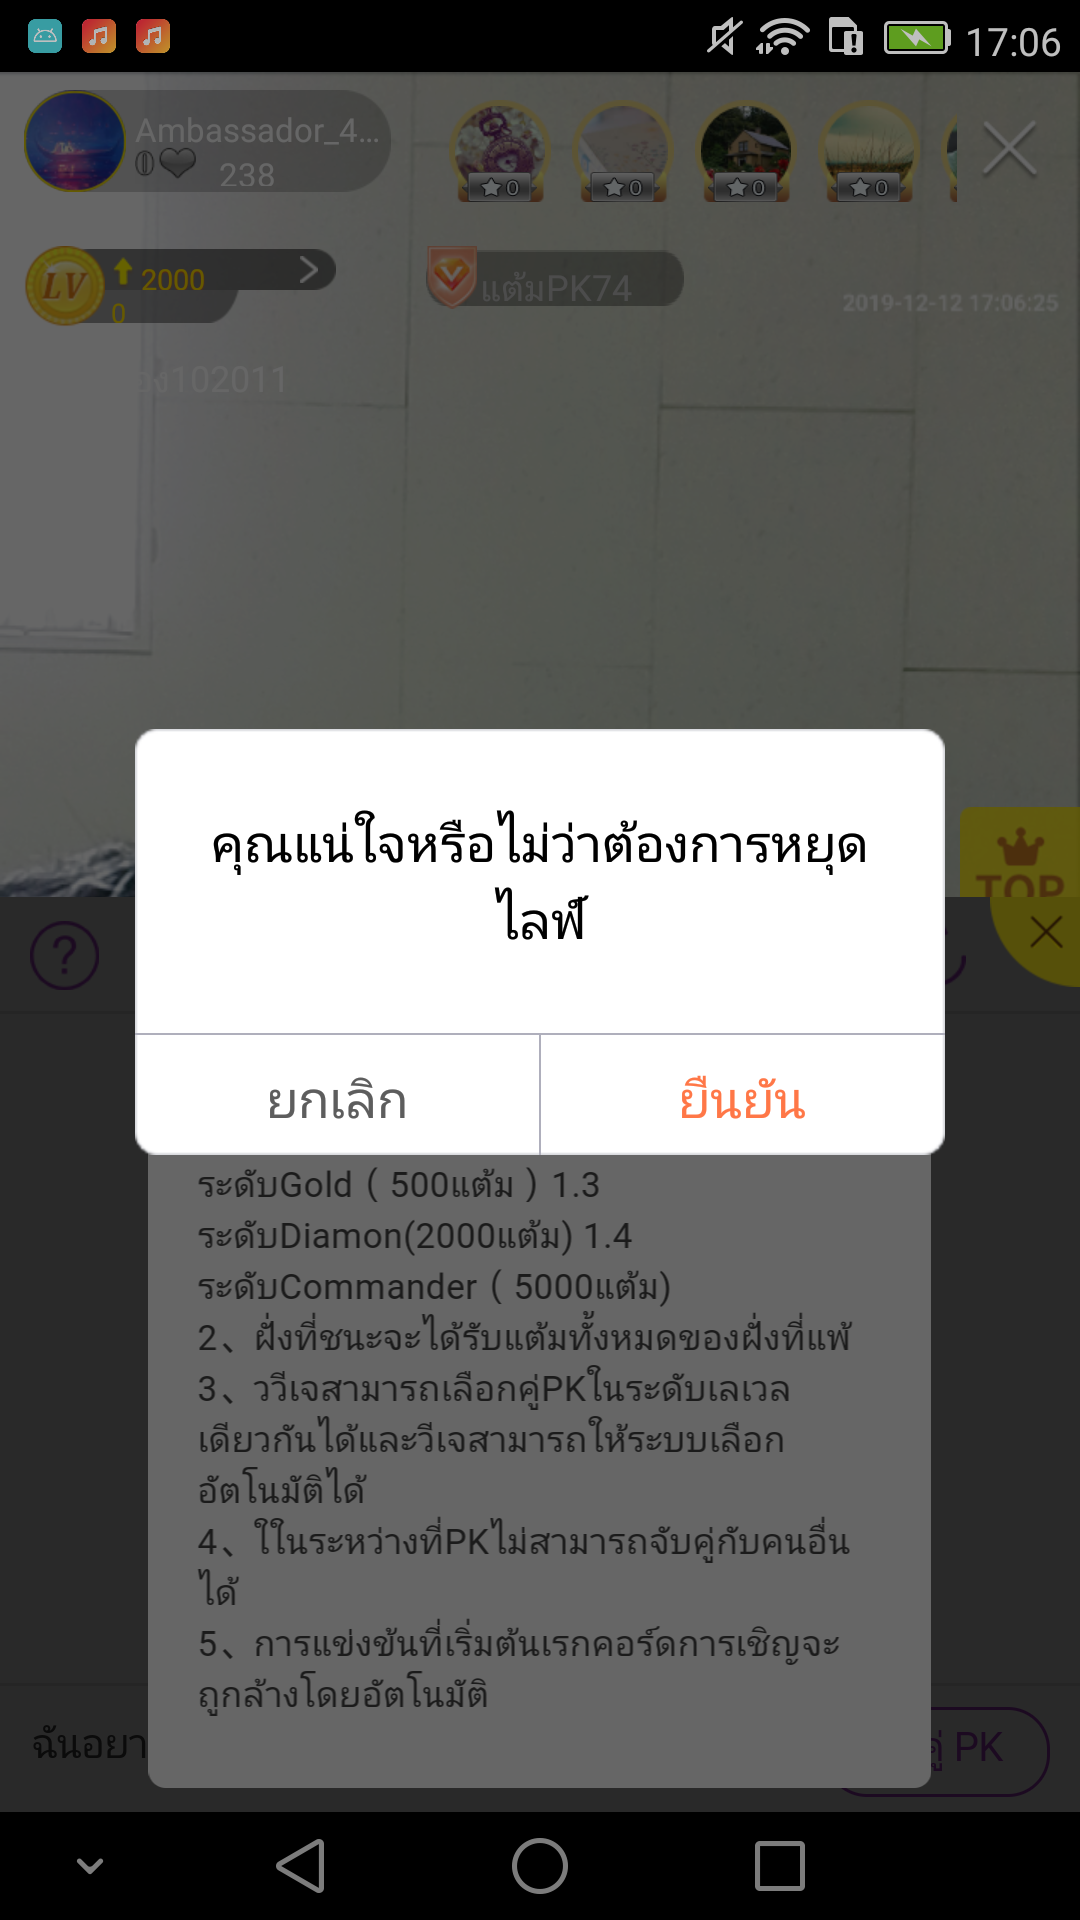 17:06
Ambassador_4...
238
0
0
0
0
LV
2000
0
แต้มPK74
2019-12-12 17:06:25
102011
TOP
คุณแน่ใจหรือไม่ว่าต้องการหยุด
ไลฟ์
?
ยกเลิก
ยืนยัน
ระดับGold ( 500แต้ม ) 1.3
ระดับDiamon(2000แต้ม) 1.4
ระดับCommander ( 5000แต้ม)
2、ฝั่งที่ชนะจะได้รับแต้มทั้งหมดของฝั่งที่แพ้
3、ววีเจสามารถเลือกคู่PKในระดับเลเวล
เดียวกันได้และวีเจสามารถให้ระบบเลือก
อัตโนมัติได้
4、ใในระหว่างที่PKไม่สามารถจับคู่กับคนอื่น
ได้
5、การแข่งข้นที่เริ่มต้นเรกคอร์ดการเชิญจะ
ถูกล้างโดยอัตโนมัติ
ฉันอยา
คู่ PK